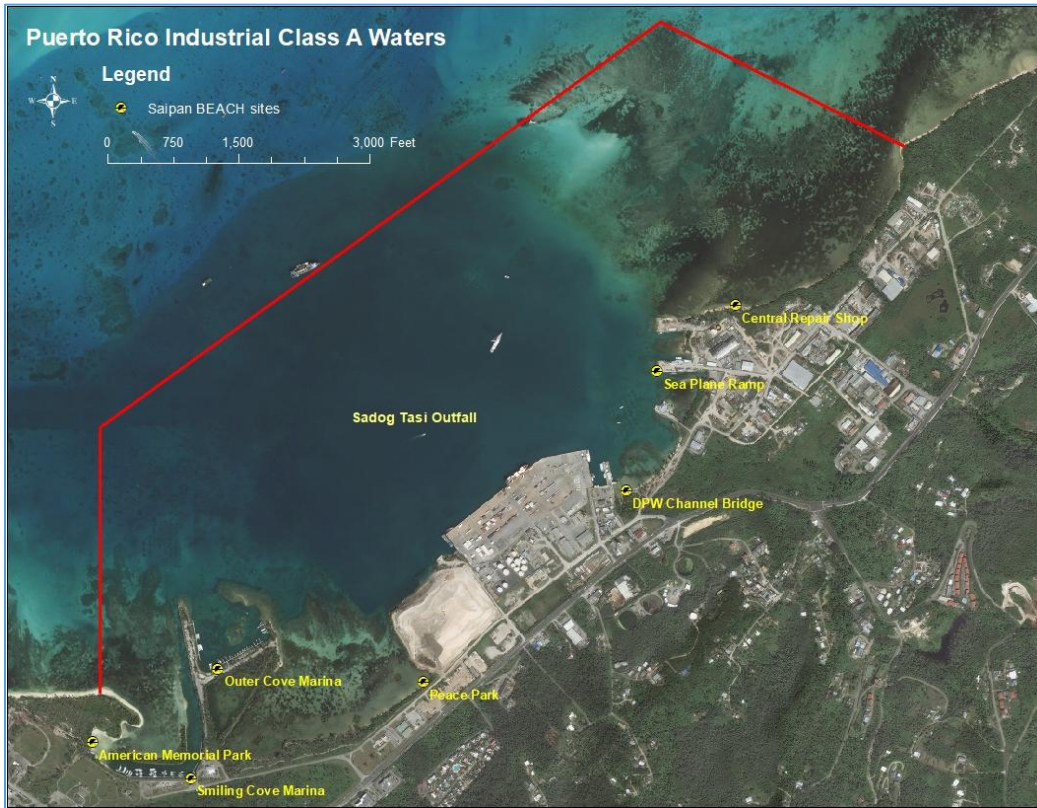 Puerto Rico Industrial Class A Waters
Legend
N
W E
S
Saipan BEACH sites
0 750 1,500 3,000 Feet
Central Repair Shop
Sea Plane Ramp
Sadog Tasi Outfall
DPW Channel Bridge
Outer Cove Marina
Peace Park
American Memorial Park
Smiling Cove Marina